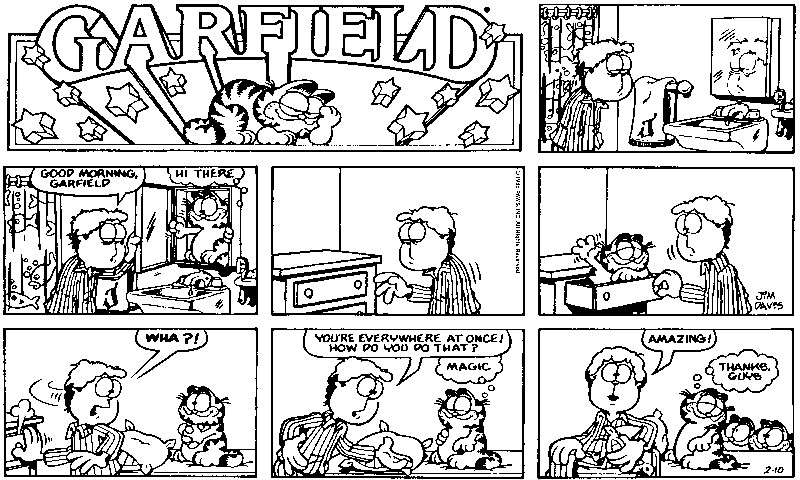 GARFIELD
GOOD MORNING,
GARFIELD
HI THERE
JIM
DAVIS
WHA?!
YOU'RE EVERYWHERE AT ONCE!
HOW DO YOU DO THAT?
MAGIC
AMAZING!
THANKS,
GUYS
2-10